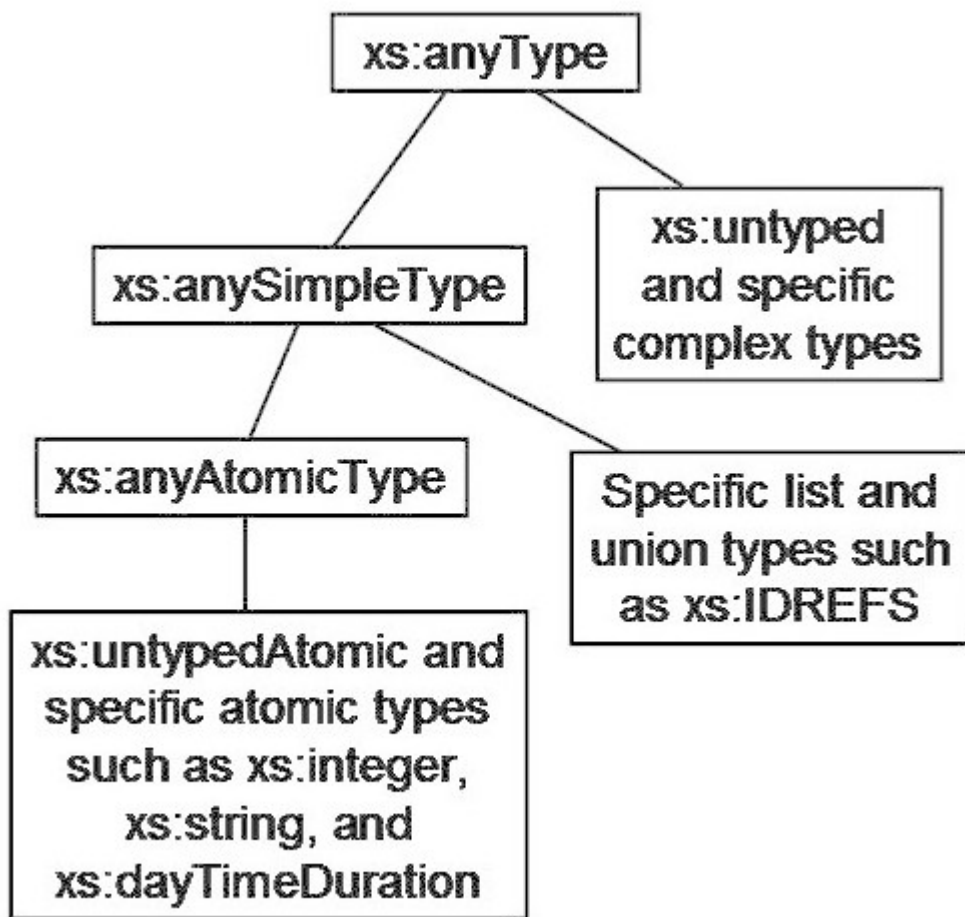 xs:anyType
xs:untyped
and specific
complex types
xs:anySimpleType
xs:anyAtomicType
Specific list and
union types such
as xs:IDREFS
xs:untypedAtomic and
specific atomic types
such as xs:integer,
xs:string, and
xs:dayTimeDuration